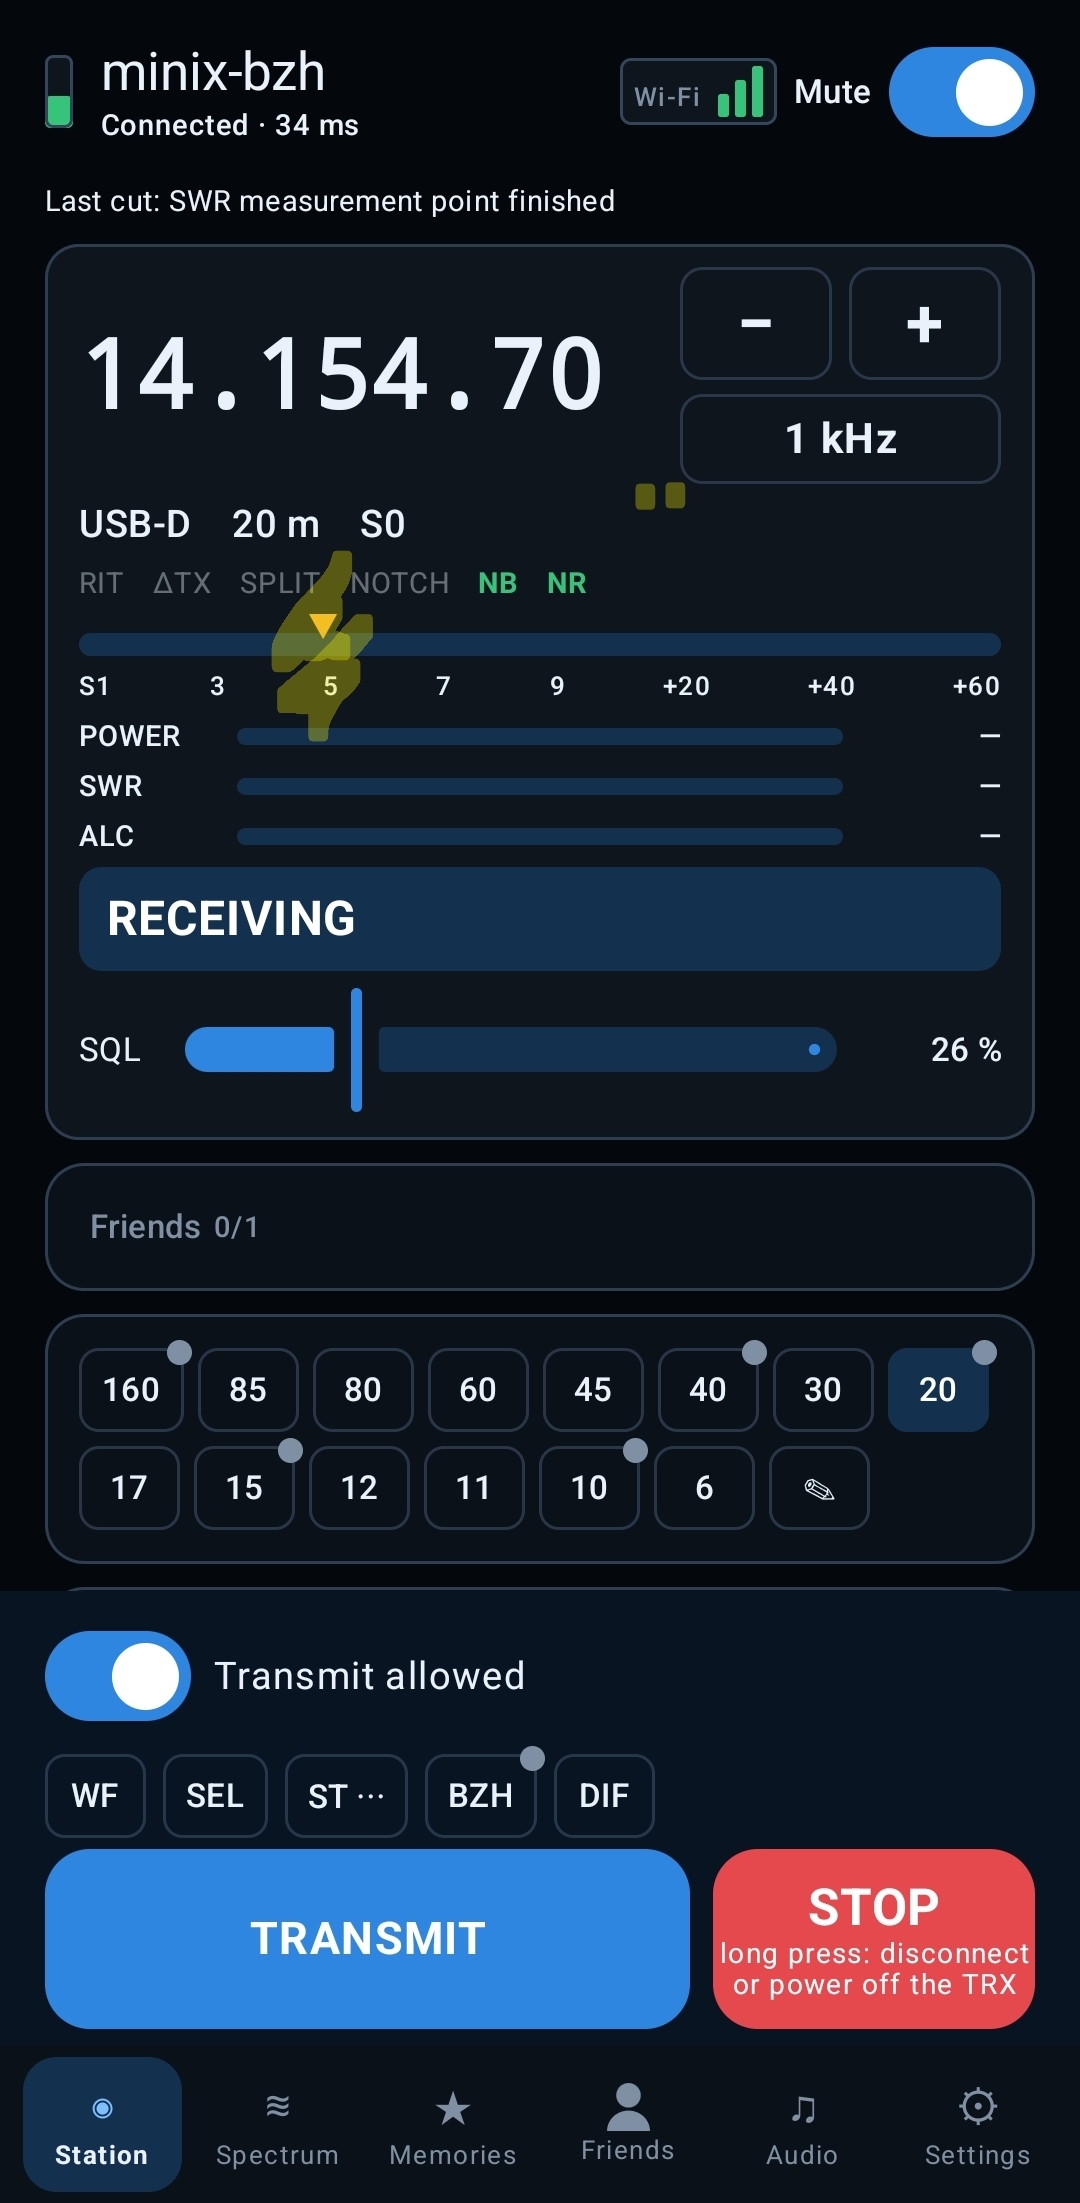 minix-bzh
Connected · 34 ms
Wi-Fi
Mute
Last cut: SWR measurement point finished
14.154.70
−
+
1 kHz
USB-D 20 m S0
RIT ΔTX SPLIT NOTCH NB NR
S1 3 5 7 9 +20 +40 +60
POWER —
SWR —
ALC —
RECEIVING
SQL 26 %
Friends 0/1
160 85 80 60 45 40 30 20
17 15 12 11 10 6 ✎
Transmit allowed
WF SEL ST ··· BZH DIF
TRANSMIT
STOP
long press: disconnect
or power off the TRX
Station Spectrum Memories Friends Audio Settings